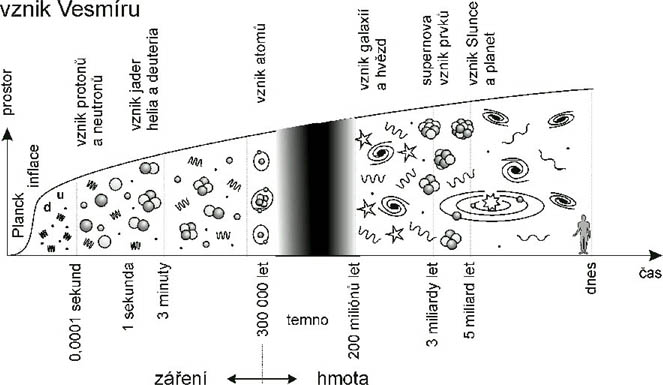 vznik Vesmíru
prostor
Planck
inflace
u
d
vznik protonů
a neutronů
vznik jader
helia a deuteria
vznik atomů
vznik galaxií
a hvězd
supernova
vznik prvků
vznik Slunce
a planet
0,0001 sekund
1 sekunda
3 minuty
300 000 let
temno
200 miliónů let
3 miliardy let
5 miliard let
dnes
čas
záření
hmota